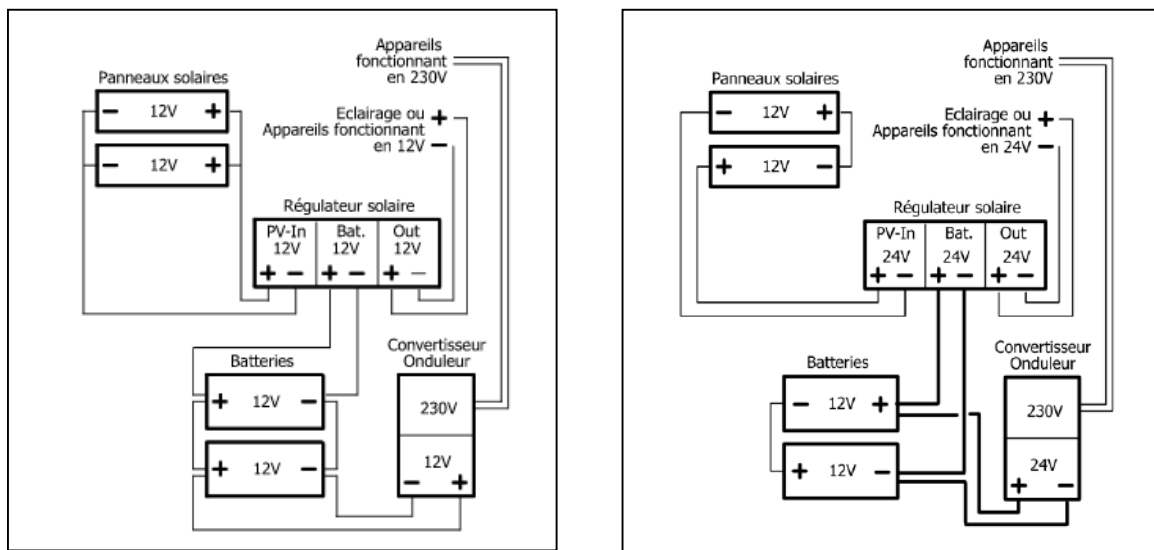 Appareils
fonctionnant
en 230V
Panneaux solaires
- 12V +
- 12V +
Eclairage ou +
Appareils fonctionnant
en 12V -
Régulateur solaire
PV-In Bat. Out
12V 12V 12V
+ - + - + -
Batteries
+ 12V -
+ 12V -
Convertisseur
Onduleur
230V
12V
- +
Appareils
fonctionnant
en 230V
Panneaux solaires
- 12V +
+ 12V -
Eclairage ou +
Appareils fonctionnant
en 24V -
Régulateur solaire
PV-In Bat. Out
24V 24V 24V
+ - + - + -
Batteries
- 12V +
+ 12V -
Convertisseur
Onduleur
230V
24V
+ -